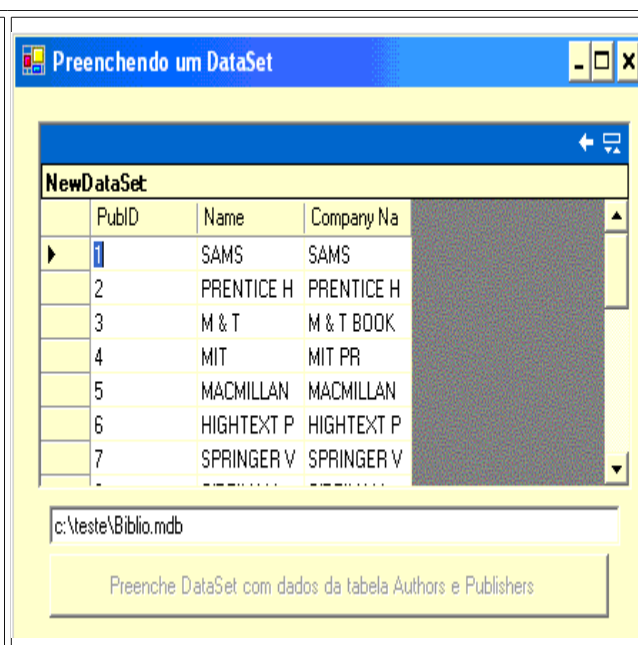 Preenchendo um DataSet
NewDataSet
PubID Name Company Na
1 SAMS SAMS
2 PRENTICE H PRENTICE H
3 M & T M & T BOOK
4 MIT MIT PR
5 MACMILLAN MACMILLAN
6 HIGHTEXT P HIGHTEXT P
7 SPRINGER V SPRINGER V
c:\teste\Biblio.mdb
Preenche DataSet com dados da tabela Authors e Publishers